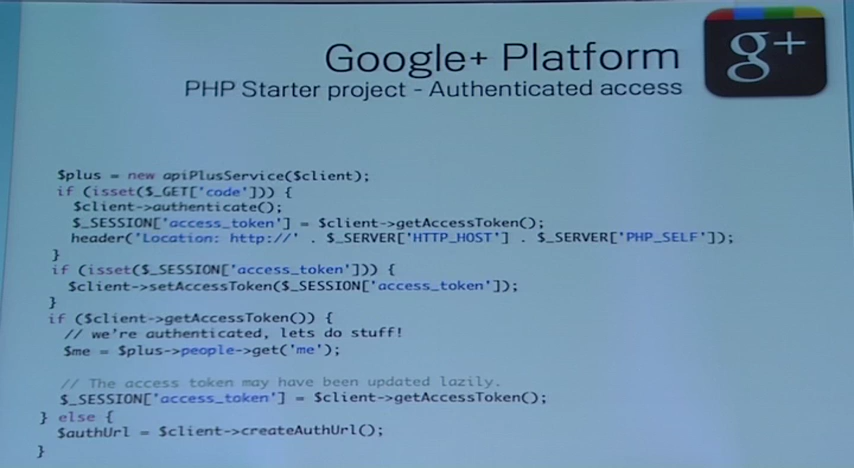 Google+ Platform
g+
PHP Starter project - Authenticated access
$plus = new apiPlusService($client);
if (isset($_GET['code'])) {
$client->authenticate();
$_SESSION['access_token'] = $client->getAccessToken();
header('Location: http://' . $_SERVER['HTTP_HOST'] . $_SERVER['PHP_SELF']);
}
if (isset($_SESSION['access_token'])) {
$client->setAccessToken($_SESSION['access_token']);
}
if ($client->getAccessToken()) {
// we're authenticated, lets do stuff!
$me = $plus->people->get('me');
// The access token may have been updated lazily.
$_SESSION['access_token'] = $client->getAccessToken();
} else {
$authUrl = $client->createAuthUrl();
}